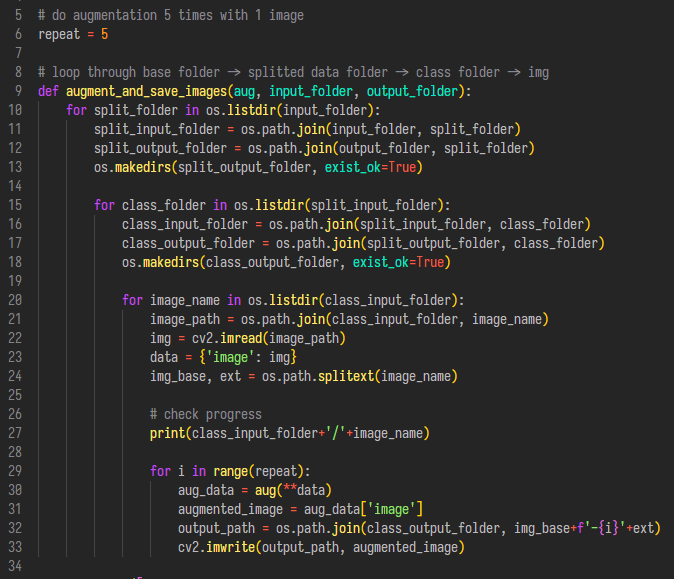 5 # do augmentation 5 times with 1 image
6 repeat = 5
7
8 # loop through base folder -> splitted data folder -> class folder -> img
9 def augment_and_save_images(aug, input_folder, output_folder):
10     for split_folder in os.listdir(input_folder):
11         split_input_folder = os.path.join(input_folder, split_folder)
12         split_output_folder = os.path.join(output_folder, split_folder)
13         os.makedirs(split_output_folder, exist_ok=True)
14
15         for class_folder in os.listdir(split_input_folder):
16             class_input_folder = os.path.join(split_input_folder, class_folder)
17             class_output_folder = os.path.join(split_output_folder, class_folder)
18             os.makedirs(class_output_folder, exist_ok=True)
19
20             for image_name in os.listdir(class_input_folder):
21                 image_path = os.path.join(class_input_folder, image_name)
22                 img = cv2.imread(image_path)
23                 data = {'image': img}
24                 img_base, ext = os.path.splitext(image_name)
25
26                 # check progress
27                 print(class_input_folder+'/'+image_name)
28
29                 for i in range(repeat):
30                     aug_data = aug(**data)
31                     augmented_image = aug_data['image']
32                     output_path = os.path.join(class_output_folder, img_base+f'-{i}'+ext)
33                     cv2.imwrite(output_path, augmented_image)
34